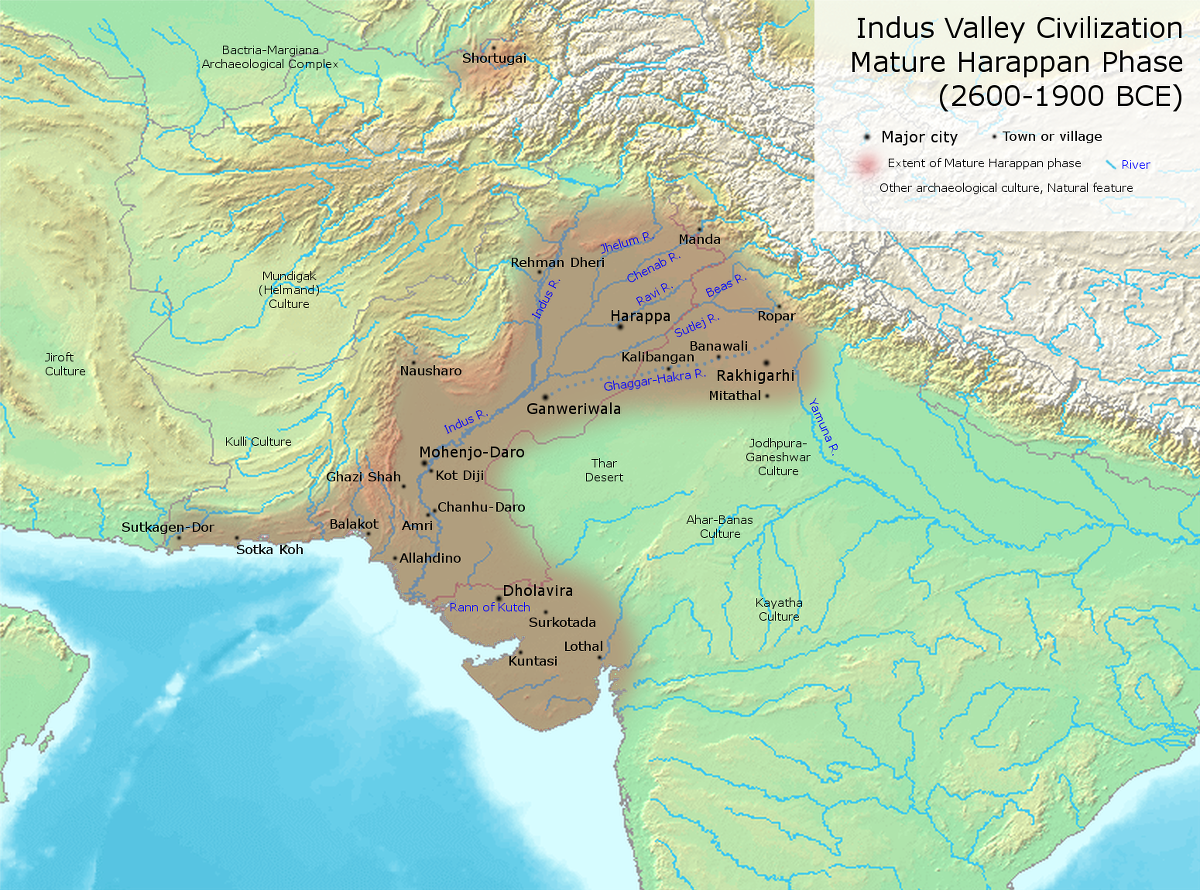 Indus Valley Civilization
Mature Harappan Phase
(2600-1900 BCE)
Major city
Town or village
Extent of Mature Harappan phase
River
Other archaeological culture, Natural feature
Bactria-Margiana
Archaeological Complex
Shortugai
Jhelum R.
Manda
Rehman Dheri
Chenab R.
Mundigak
(Helmand)
Culture
Indus R.
Ravi R.
Beas R.
Harappa
Sutlej R.
Ropar
Banawali
Jiroft
Culture
Kalibangan
Nausharo
Ghaggar-Hakra R.
Rakhigarhi
Mitathal
Ganweriwala
Indus R.
Yamuna R.
Kulli Culture
Mohenjo-Daro
Jodhpura-
Ganeshwar
Culture
Thar
Desert
Ghazi Shah
Kot Diji
Chanhu-Daro
Sutkagen-Dor
Balakot
Amri
Ahar-Banas
Culture
Sotka Koh
Allahdino
Dholavira
Rann of Kutch
Surkotada
Kayatha
Culture
Lothal
Kuntasi